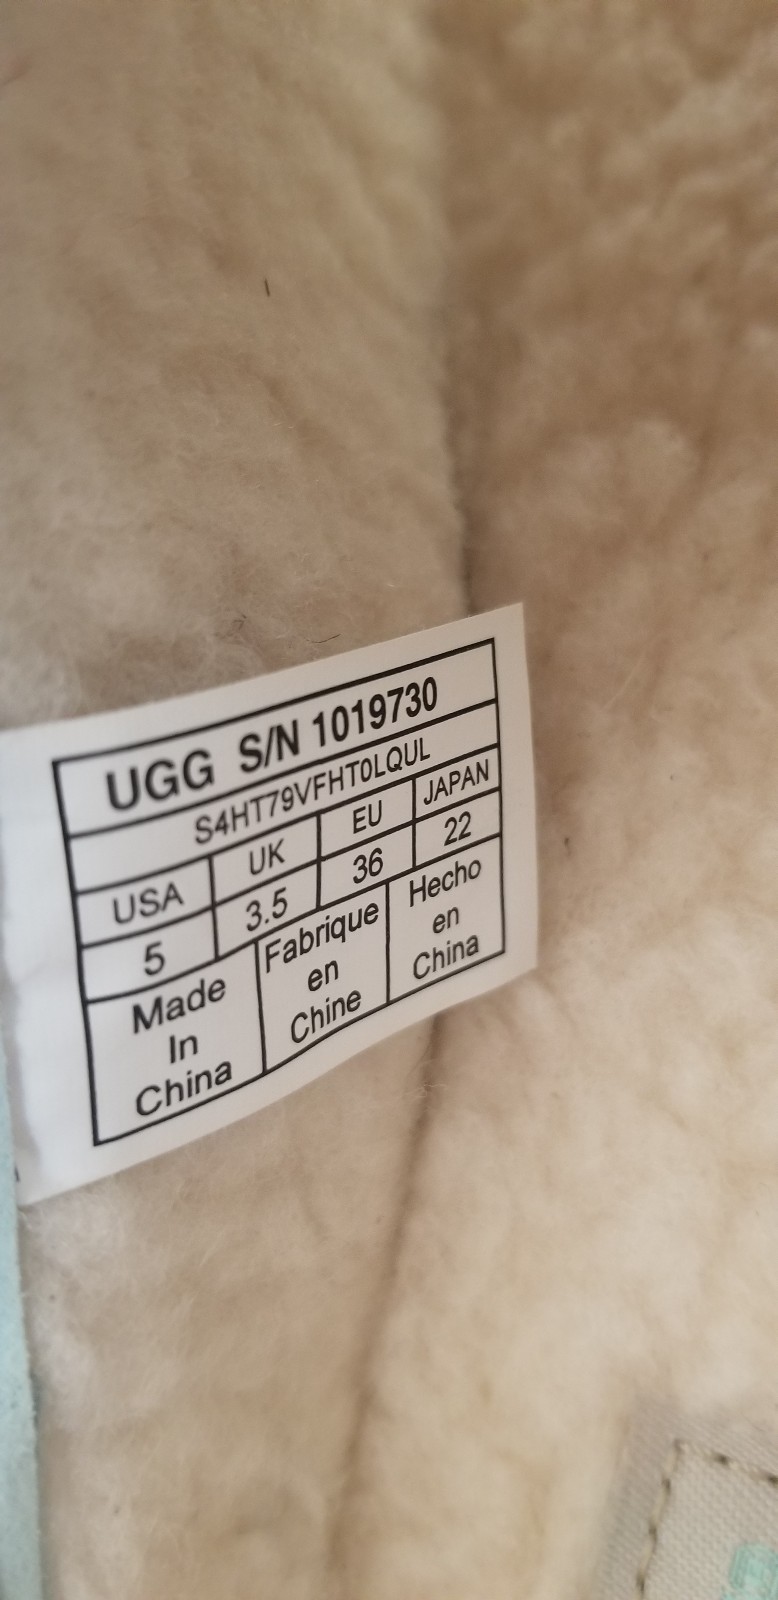 UGG S/N 1019730
S4HT79VFHT0LQUL
USA UK EU JAPAN
5 3.5 36 22
Made
In
China
Fabrique
en
Chine
Hecho
en
China